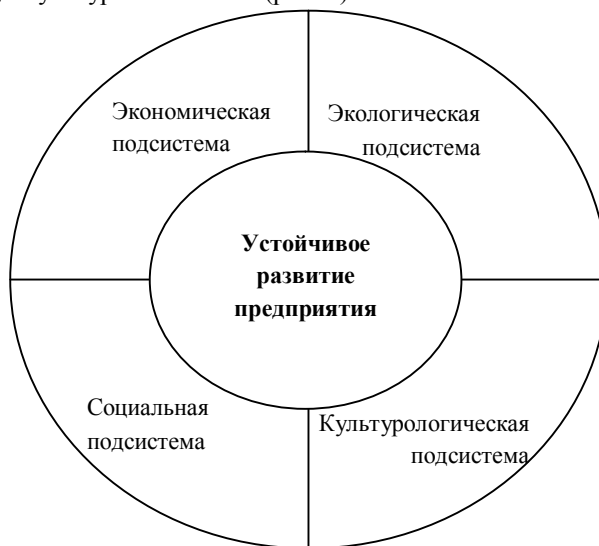 Экономическая
подсистема
Экологическая
подсистема
Устойчивое
развитие
предприятия
Социальная
подсистема
Культурологическая
подсистема